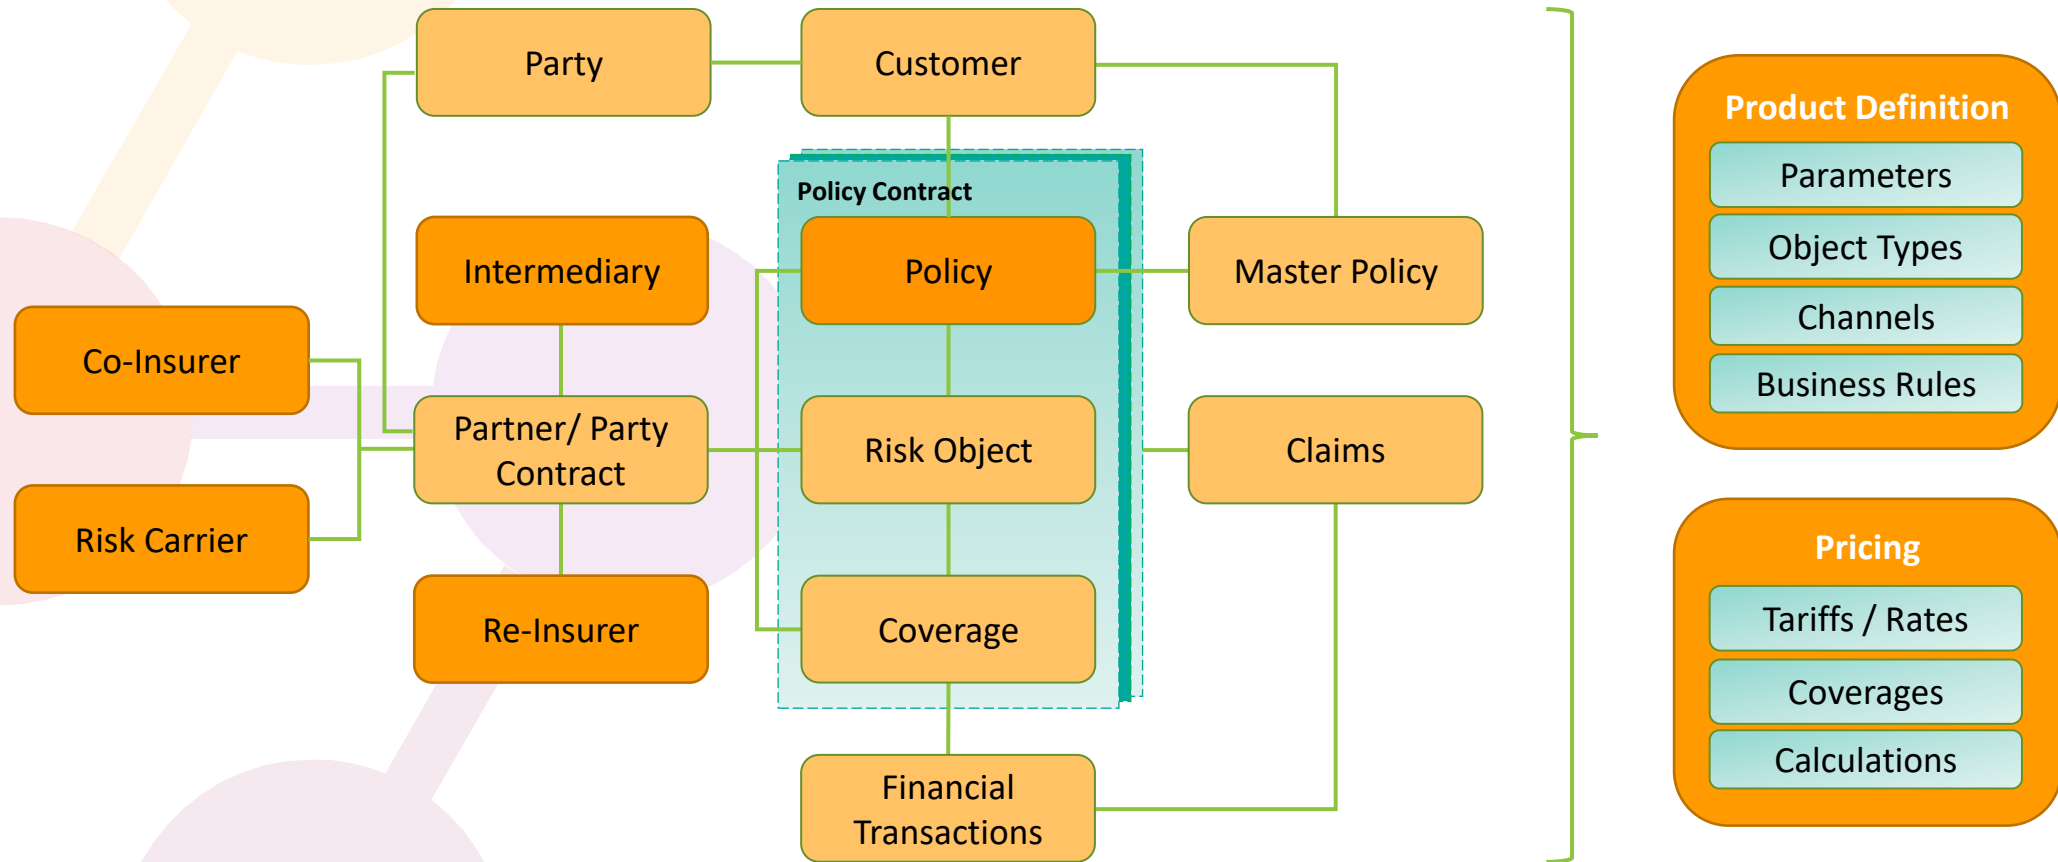 Party
Customer
Policy Contract
Intermediary
Policy
Master Policy
Co-Insurer
Partner/ Party
Contract
Risk Object
Claims
Risk Carrier
Re-Insurer
Coverage
Financial
Transactions
Product Definition
Parameters
Object Types
Channels
Business Rules
Pricing
Tariffs / Rates
Coverages
Calculations